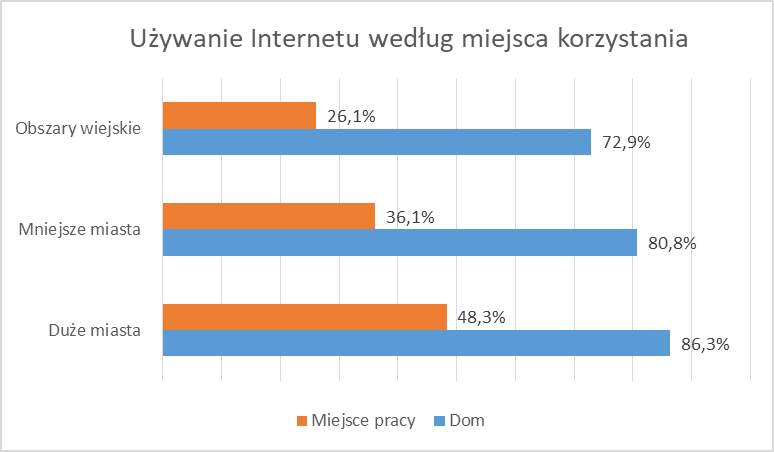 Używanie Internetu według miejsca korzystania
Obszary wiejskie
26,1%
72,9%
Mniejsze miasta
36,1%
80,8%
Duże miasta
48,3%
86,3%
Miejsce pracy Dom